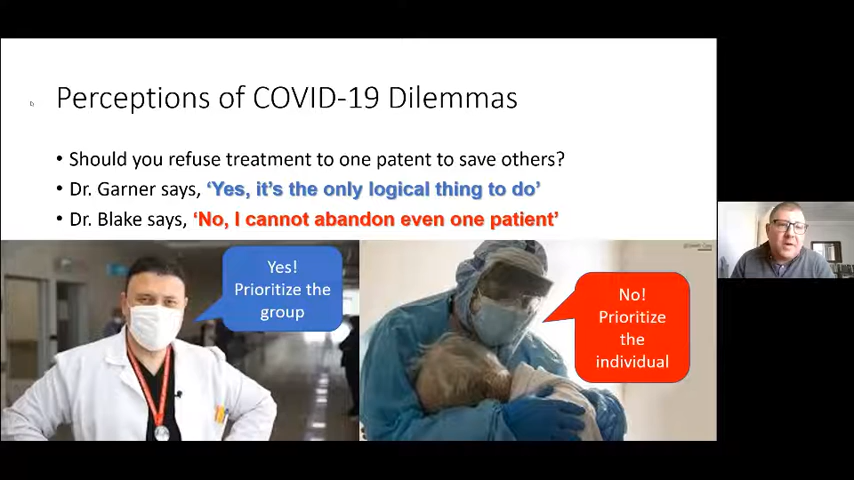 Perceptions of COVID-19 Dilemmas
• Should you refuse treatment to one patent to save others?
• Dr. Garner says, ‘Yes, it’s the only logical thing to do’
• Dr. Blake says, ‘No, I cannot abandon even one patient’
Yes!
Prioritize the
group
No!
Prioritize
the
individual